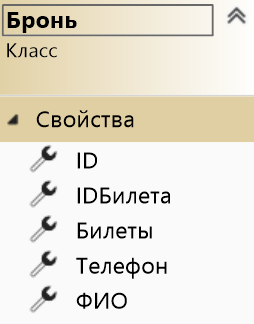 Бронь
Класс
Свойства
ID
IDБилета
Билеты
Телефон
ФИО